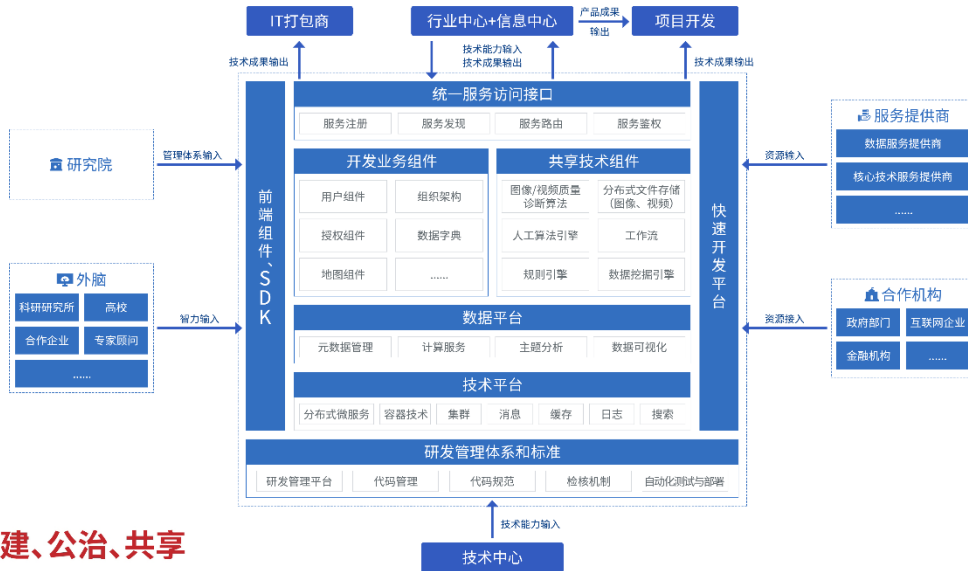 IT打包商
行业中心+信息中心
产品成果
输出
项目开发
技术成果输出
技术能力输入
技术成果输出
技术成果输出
研究院
管理体系输入
外脑
科研研究所
高校
合作企业
专家顾问
......
智力输入
前端组件、SDK
统一服务访问接口
服务注册
服务发现
服务路由
服务鉴权
开发业务组件
用户组件
组织架构
授权组件
数据字典
地图组件
......
共享技术组件
图像/视频质量
诊断算法
分布式文件存储
(图像、视频)
人工算法引擎
工作流
规则引擎
数据挖掘引擎
数据平台
元数据管理
计算服务
主题分析
数据可视化
技术平台
分布式微服务
容器技术
集群
消息
缓存
日志
搜索
快速开发平台
研发管理体系和标准
研发管理平台
代码管理
代码规范
检核机制
自动化测试与部署
资源输入
服务提供商
数据服务提供商
核心技术服务提供商
......
资源接入
合作机构
政府部门
互联网企业
金融机构
......
技术能力输入
技术中心
建、公治、共享